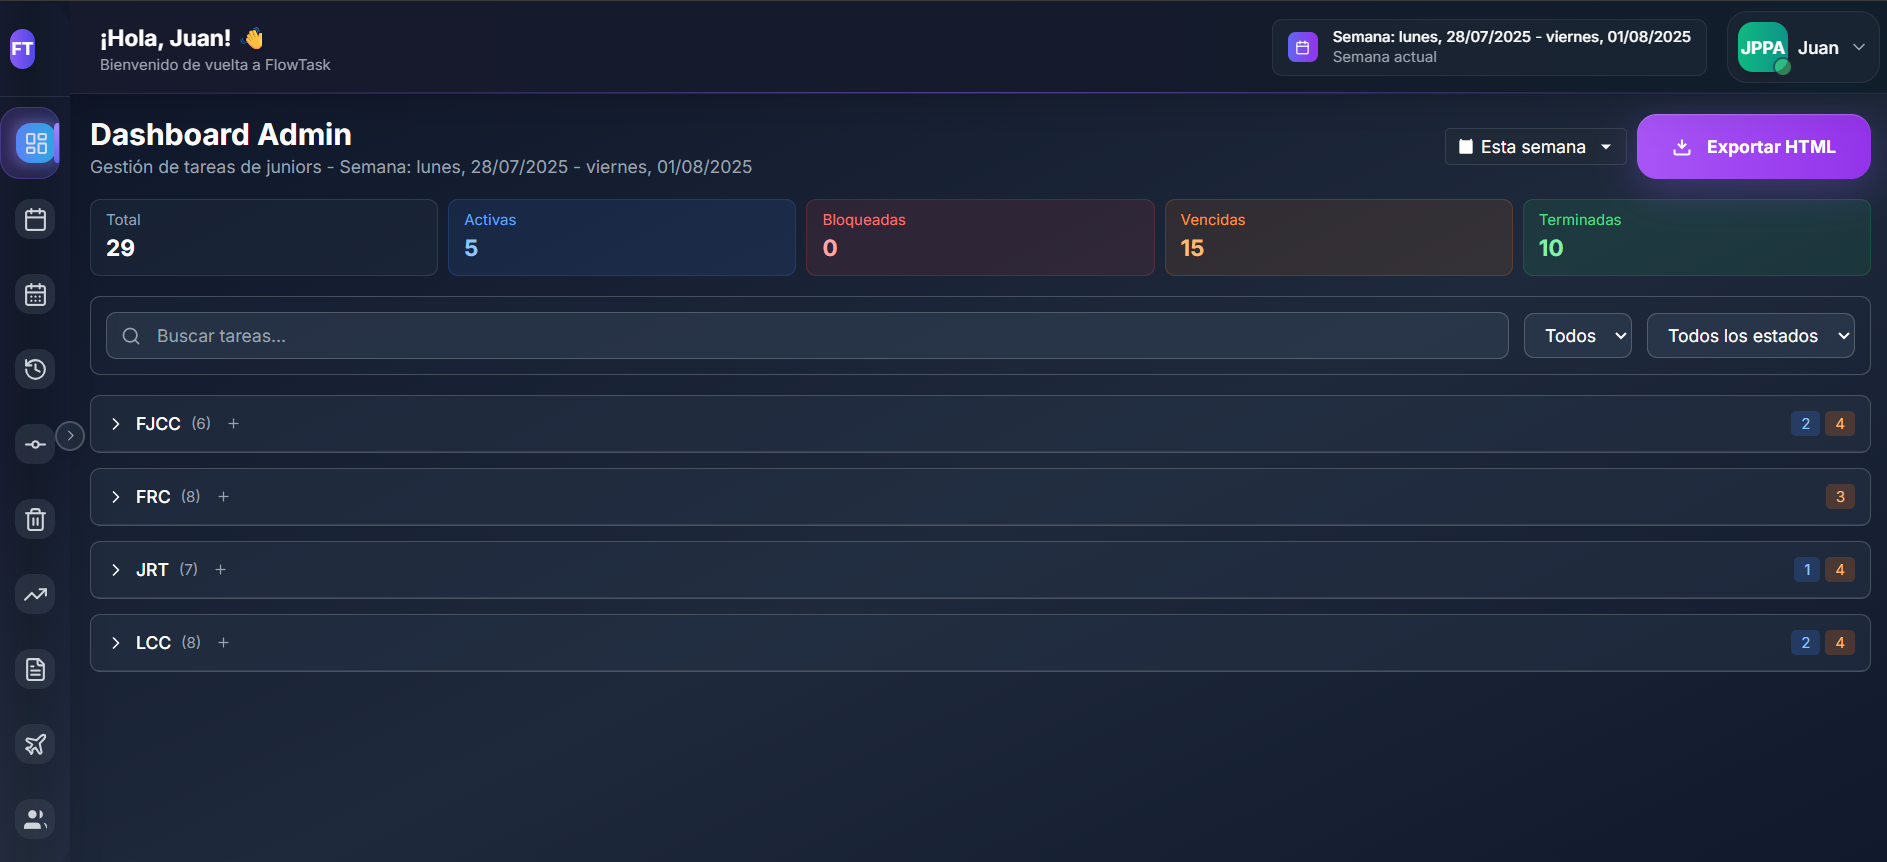 FT
¡Hola, Juan! 👋
Bienvenido de vuelta a FlowTask
Semana: lunes, 28/07/2025 - viernes, 01/08/2025
Semana actual
JPPA
Juan
Dashboard Admin
Gestión de tareas de juniors - Semana: lunes, 28/07/2025 - viernes, 01/08/2025
Esta semana
Exportar HTML
Total
29
Activas
5
Bloqueadas
0
Vencidas
15
Terminadas
10
Buscar tareas...
Todos
Todos los estados
FJCC (6) + 2 4
FRC (8) + 3
JRT (7) + 1 4
LCC (8) + 2 4